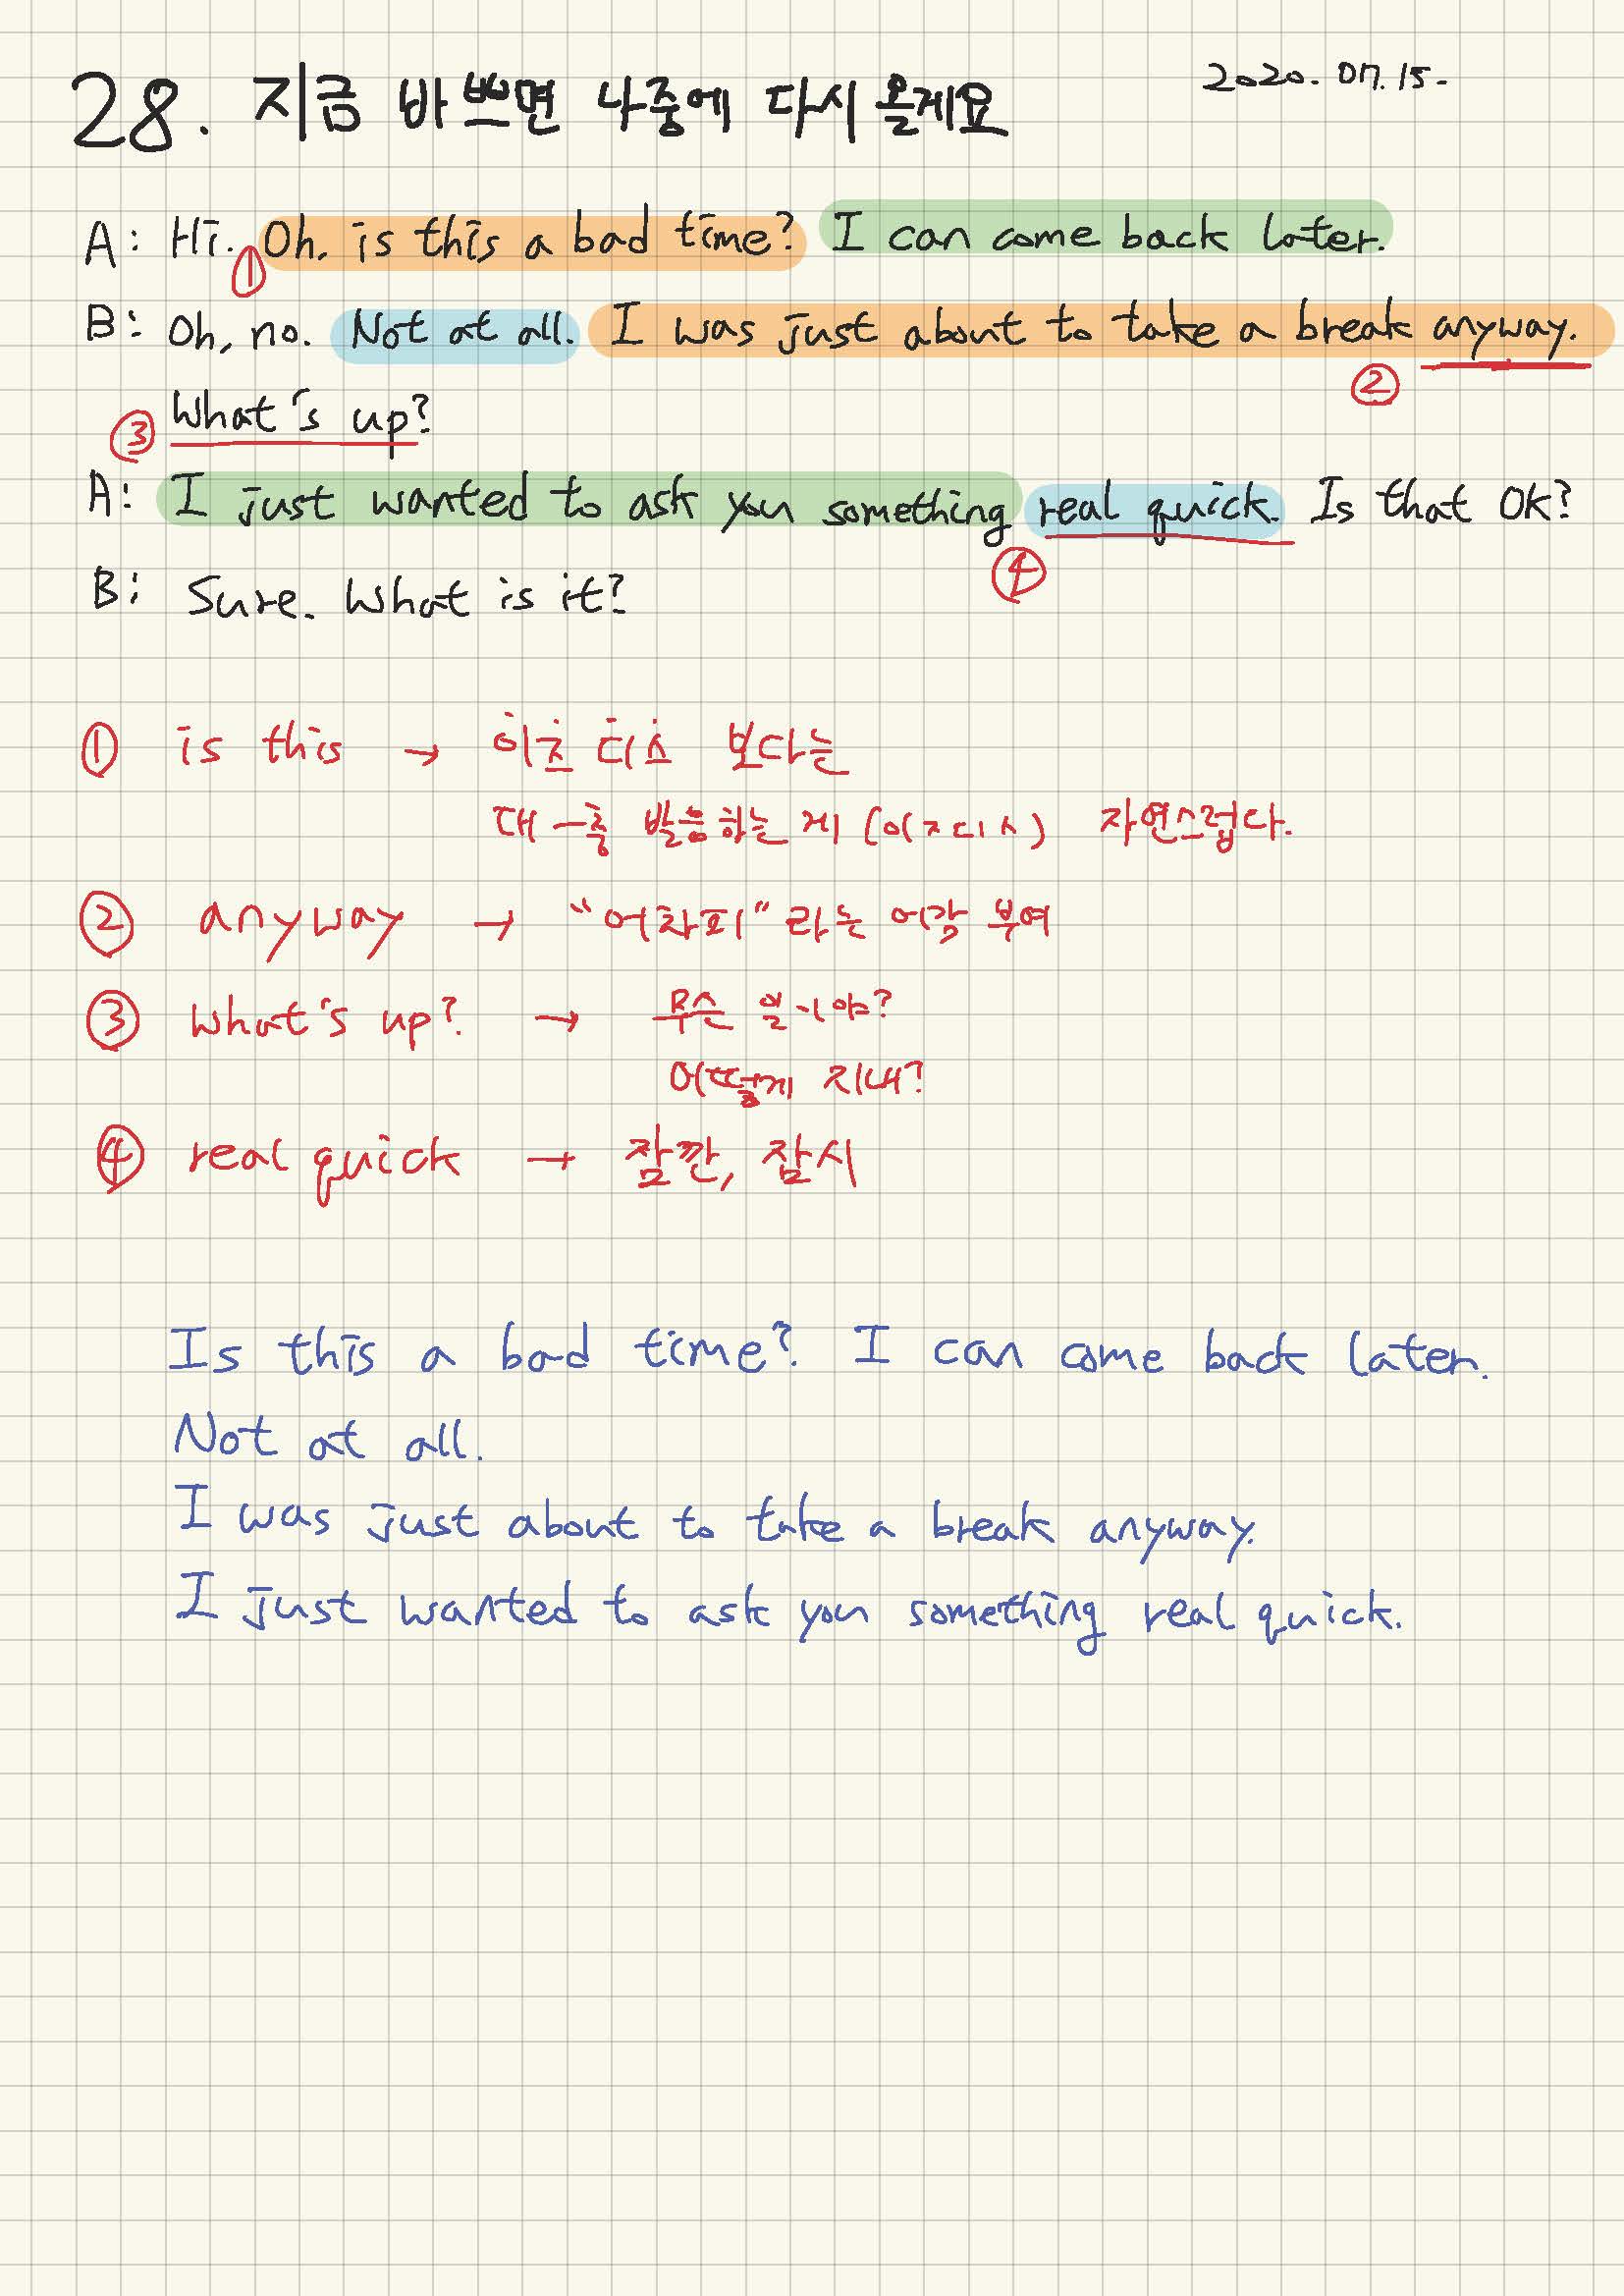 28. 지금 바쁘면 나중에 다시 올게요
2020. 07. 15.
A: Hi. Oh, is this a bad time? I can come back later.
①
B: Oh, no. Not at all. I was just about to take a break anyway.
②
③ What's up?
A: I just wanted to ask you something real quick. Is that OK?
④
B: Sure. What is it?
① is this → 이즈 디스 보다는
대충 발음하는 게 (이ㅈ디ㅅ) 자연스럽다.
② anyway → "어차피" 라는 어감 부여
③ What's up? → 무슨 일이야?
어떻게 지내?
④ real quick → 잠깐, 잠시
Is this a bad time? I can come back later.
Not at all.
I was just about to take a break anyway.
I just wanted to ask you something real quick.